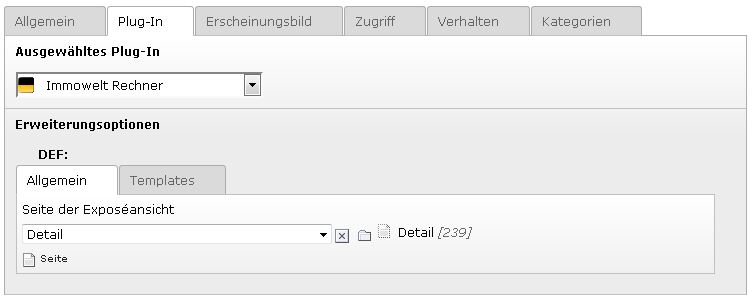 Allgemein Plug-In Erscheinungsbild Zugriff Verhalten Kategorien
Ausgewähltes Plug-In
Immowelt Rechner
Erweiterungsoptionen
DEF:
Allgemein Templates
Seite der Exposéansicht
Detail Detail [239]
Seite